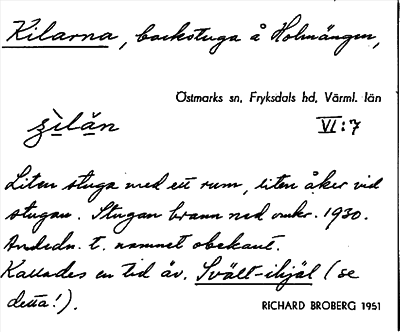 Kilarna, backstuga å Holmängen,
Östmarks sn, Fryksdals hd, Värml. län
ʒ̀ılăn VI:7
Liten stuga med ett rum, liten åker vid
stugan. Stugan brann ned omkr. 1930.
Anledn. t. namnet obekant.
Kallades en tid äv. Svält-ihjäl (se
detta!).
RICHARD BROBERG 1951